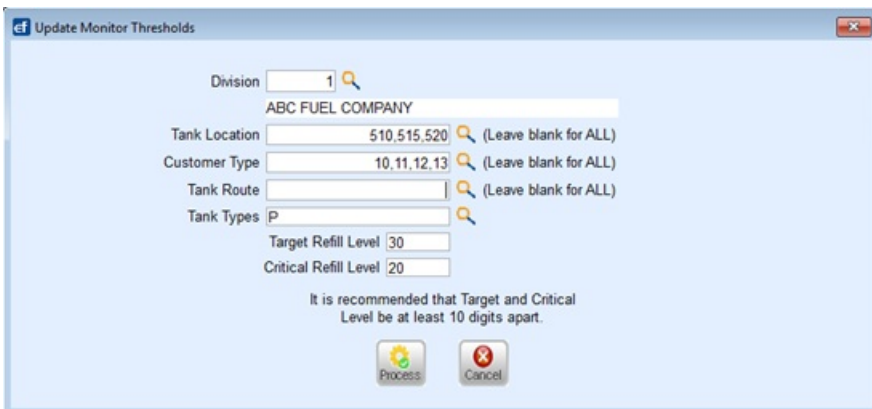 ef Update Monitor Thresholds
Division 1
ABC FUEL COMPANY
Tank Location 510,515,520 (Leave blank for ALL)
Customer Type 10,11,12,13 (Leave blank for ALL)
Tank Route (Leave blank for ALL)
Tank Types P
Target Refill Level 30
Critical Refill Level 20
It is recommended that Target and Critical
Level be at least 10 digits apart.
Process Cancel